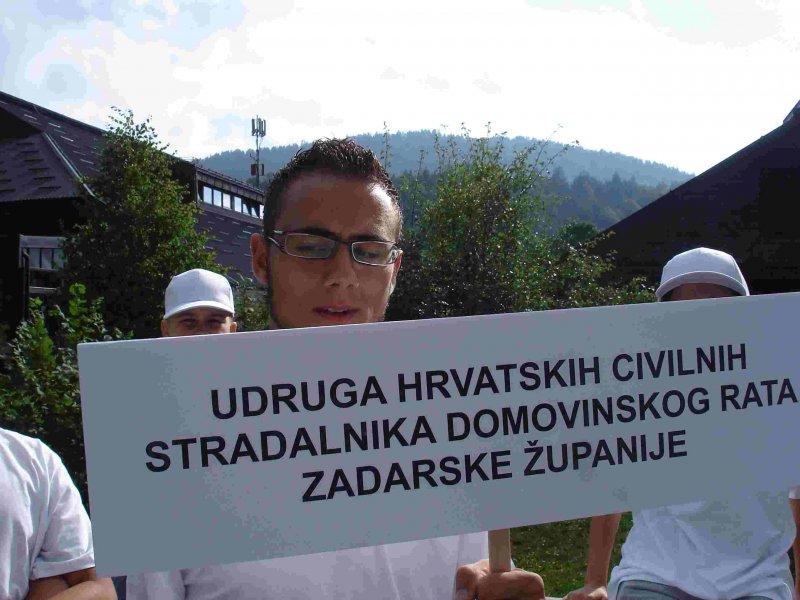 UDRUGA HRVATSKIH CIVILNIH
STRADALNIKA DOMOVINSKOG RATA
ZADARSKE ŽUPANIJE